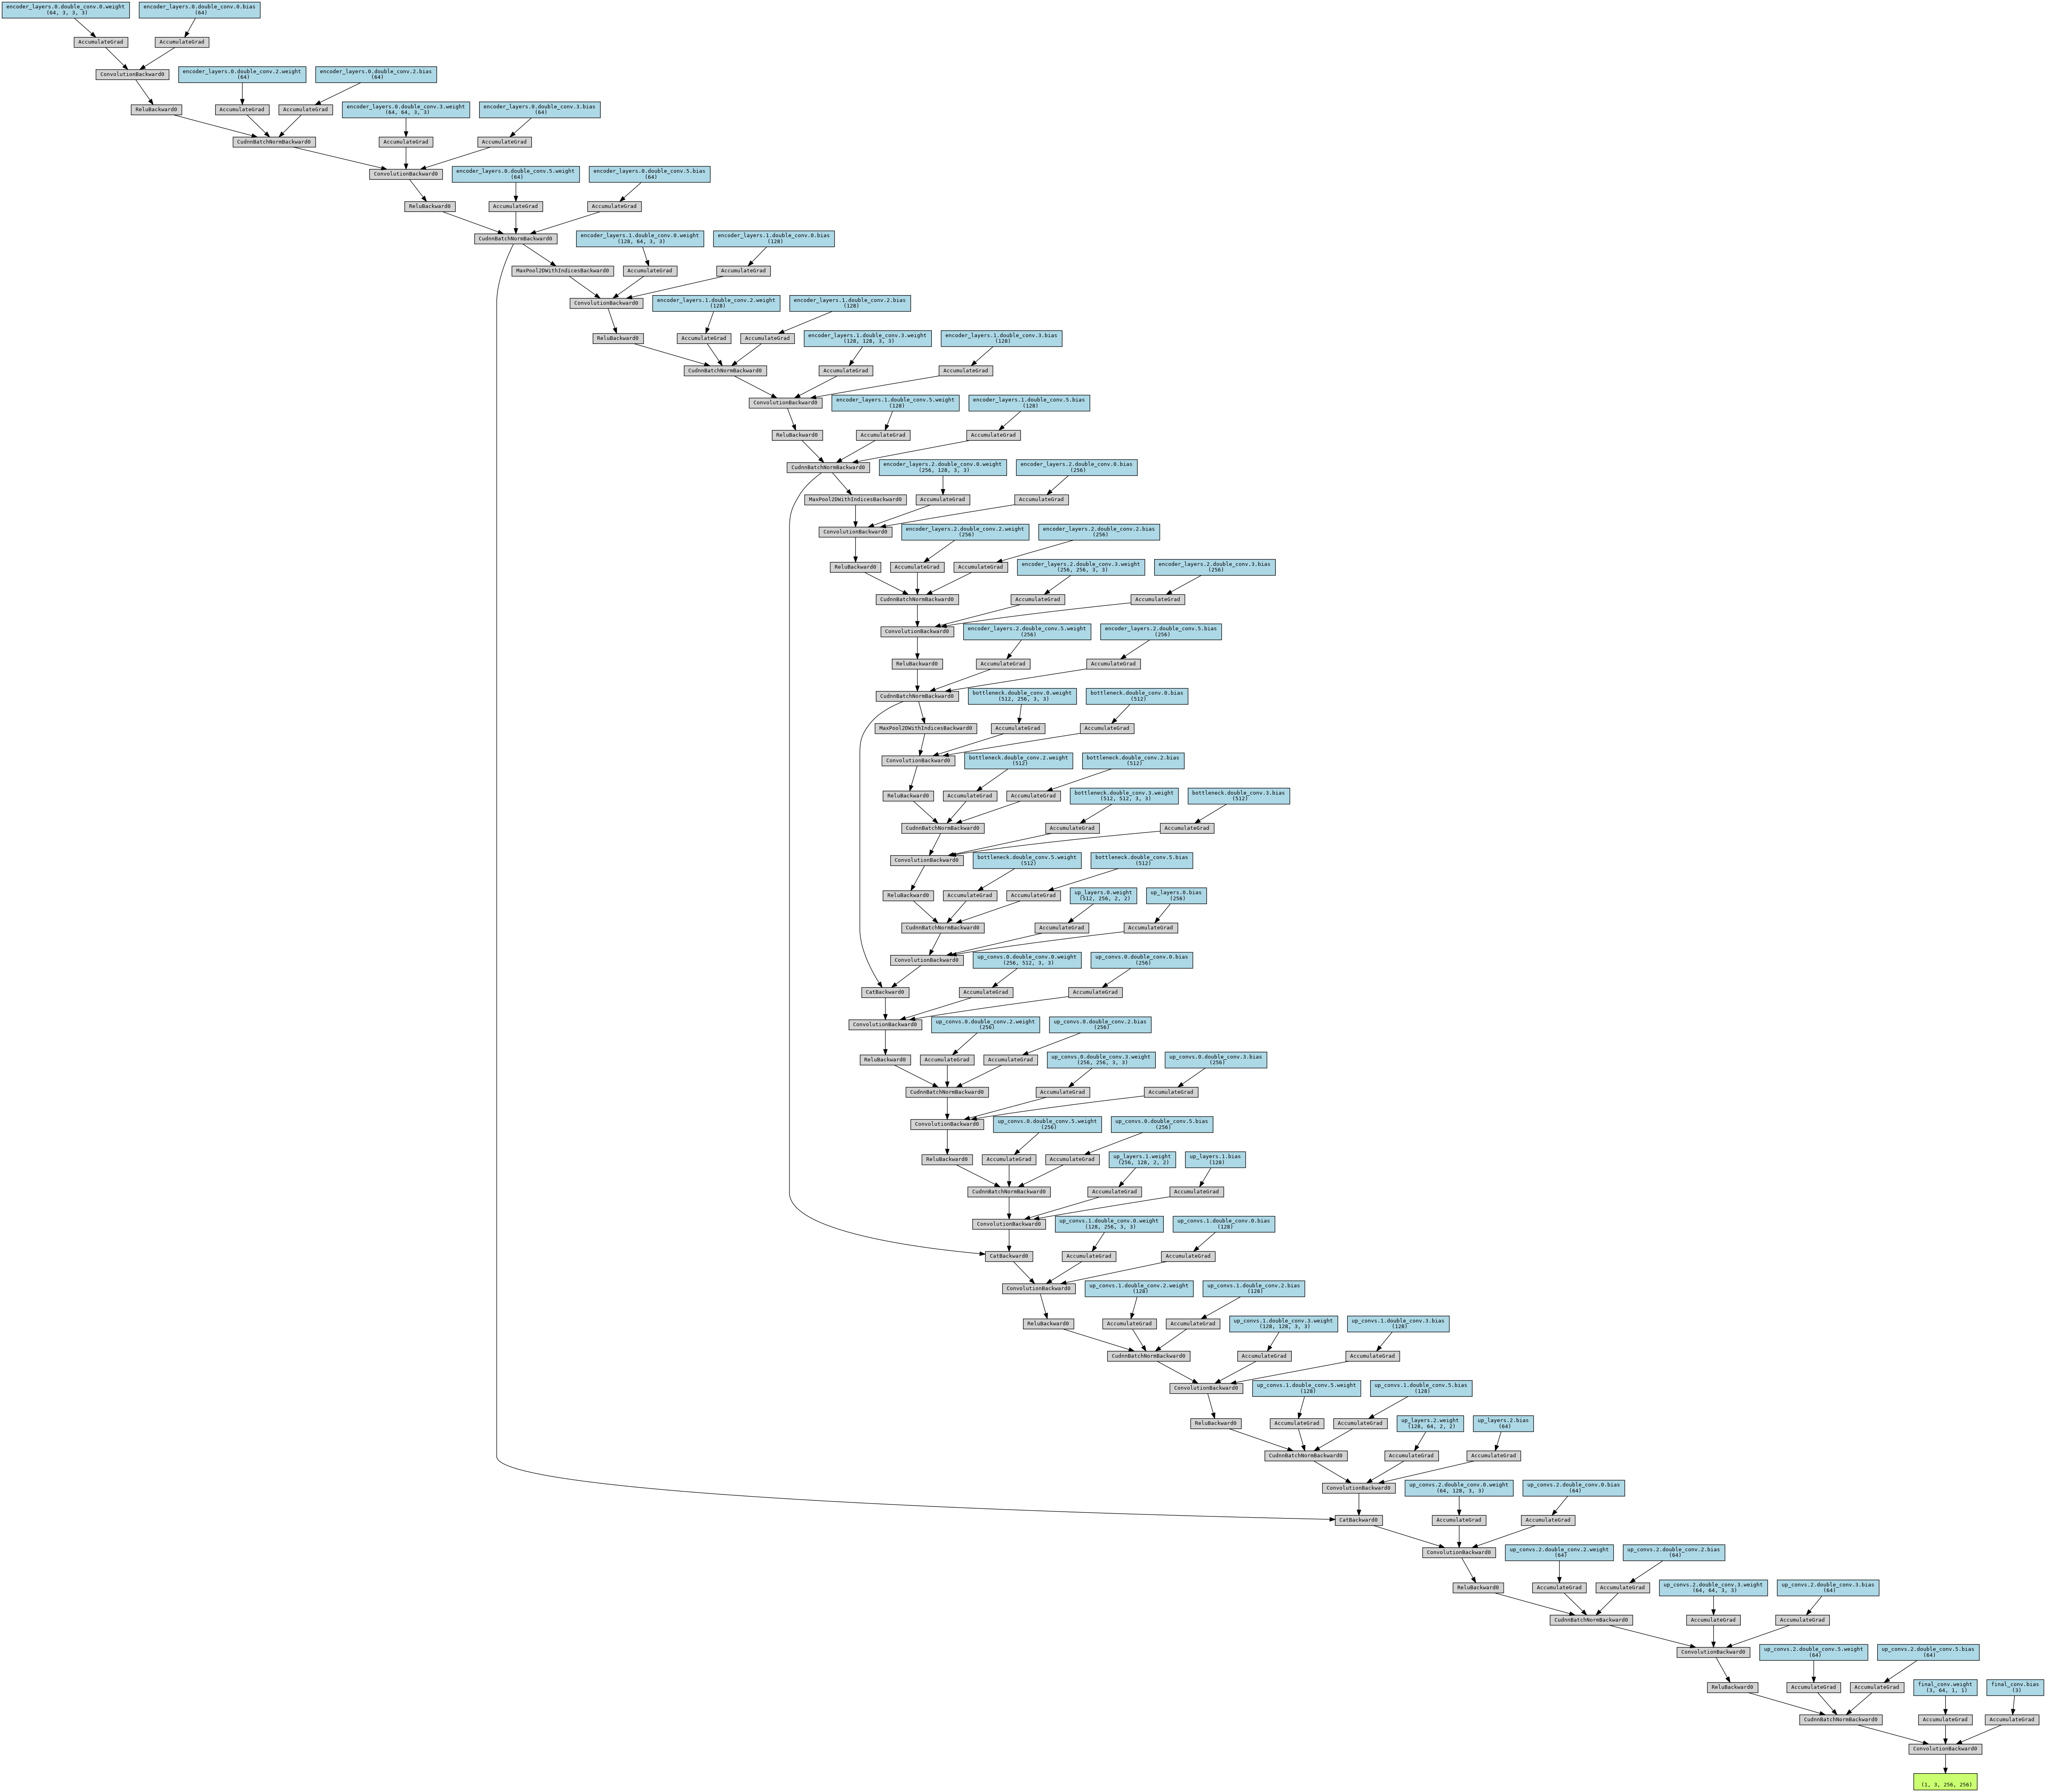 encoder_layers.0.double_conv.0.weight
(64, 3, 3, 3)
encoder_layers.0.double_conv.0.bias
(64)
AccumulateGrad
AccumulateGrad
ConvolutionBackward0
encoder_layers.0.double_conv.2.weight
(64)
encoder_layers.0.double_conv.2.bias
(64)
ReluBackward0
AccumulateGrad
AccumulateGrad
encoder_layers.0.double_conv.3.weight
(64, 64, 3, 3)
encoder_layers.0.double_conv.3.bias
(64)
CudnnBatchNormBackward0
AccumulateGrad
AccumulateGrad
ConvolutionBackward0
encoder_layers.0.double_conv.5.weight
(64)
encoder_layers.0.double_conv.5.bias
(64)
ReluBackward0
AccumulateGrad
AccumulateGrad
CudnnBatchNormBackward0
encoder_layers.1.double_conv.0.weight
(128, 64, 3, 3)
encoder_layers.1.double_conv.0.bias
(128)
MaxPool2DWithIndicesBackward0
AccumulateGrad
AccumulateGrad
ConvolutionBackward0
encoder_layers.1.double_conv.2.weight
(128)
encoder_layers.1.double_conv.2.bias
(128)
ReluBackward0
AccumulateGrad
AccumulateGrad
encoder_layers.1.double_conv.3.weight
(128, 128, 3, 3)
encoder_layers.1.double_conv.3.bias
(128)
CudnnBatchNormBackward0
AccumulateGrad
AccumulateGrad
ConvolutionBackward0
encoder_layers.1.double_conv.5.weight
(128)
encoder_layers.1.double_conv.5.bias
(128)
ReluBackward0
AccumulateGrad
AccumulateGrad
CudnnBatchNormBackward0
encoder_layers.2.double_conv.0.weight
(256, 128, 3, 3)
encoder_layers.2.double_conv.0.bias
(256)
MaxPool2DWithIndicesBackward0
AccumulateGrad
AccumulateGrad
ConvolutionBackward0
encoder_layers.2.double_conv.2.weight
(256)
encoder_layers.2.double_conv.2.bias
(256)
ReluBackward0
AccumulateGrad
AccumulateGrad
encoder_layers.2.double_conv.3.weight
(256, 256, 3, 3)
encoder_layers.2.double_conv.3.bias
(256)
CudnnBatchNormBackward0
AccumulateGrad
AccumulateGrad
ConvolutionBackward0
encoder_layers.2.double_conv.5.weight
(256)
encoder_layers.2.double_conv.5.bias
(256)
ReluBackward0
AccumulateGrad
AccumulateGrad
CudnnBatchNormBackward0
bottleneck.double_conv.0.weight
(512, 256, 3, 3)
bottleneck.double_conv.0.bias
(512)
MaxPool2DWithIndicesBackward0
AccumulateGrad
AccumulateGrad
ConvolutionBackward0
bottleneck.double_conv.2.weight
(512)
bottleneck.double_conv.2.bias
(512)
ReluBackward0
AccumulateGrad
AccumulateGrad
bottleneck.double_conv.3.weight
(512, 512, 3, 3)
bottleneck.double_conv.3.bias
(512)
CudnnBatchNormBackward0
AccumulateGrad
AccumulateGrad
ConvolutionBackward0
bottleneck.double_conv.5.weight
(512)
bottleneck.double_conv.5.bias
(512)
ReluBackward0
AccumulateGrad
AccumulateGrad
up_layers.0.weight
(512, 256, 2, 2)
up_layers.0.bias
(256)
CudnnBatchNormBackward0
AccumulateGrad
AccumulateGrad
ConvolutionBackward0
up_convs.0.double_conv.0.weight
(256, 512, 3, 3)
up_convs.0.double_conv.0.bias
(256)
CatBackward0
AccumulateGrad
AccumulateGrad
ConvolutionBackward0
up_convs.0.double_conv.2.weight
(256)
up_convs.0.double_conv.2.bias
(256)
ReluBackward0
AccumulateGrad
AccumulateGrad
up_convs.0.double_conv.3.weight
(256, 256, 3, 3)
up_convs.0.double_conv.3.bias
(256)
CudnnBatchNormBackward0
AccumulateGrad
AccumulateGrad
ConvolutionBackward0
up_convs.0.double_conv.5.weight
(256)
up_convs.0.double_conv.5.bias
(256)
ReluBackward0
AccumulateGrad
AccumulateGrad
up_layers.1.weight
(256, 128, 2, 2)
up_layers.1.bias
(128)
CudnnBatchNormBackward0
AccumulateGrad
AccumulateGrad
ConvolutionBackward0
up_convs.1.double_conv.0.weight
(128, 256, 3, 3)
up_convs.1.double_conv.0.bias
(128)
CatBackward0
AccumulateGrad
AccumulateGrad
ConvolutionBackward0
up_convs.1.double_conv.2.weight
(128)
up_convs.1.double_conv.2.bias
(128)
ReluBackward0
AccumulateGrad
AccumulateGrad
up_convs.1.double_conv.3.weight
(128, 128, 3, 3)
up_convs.1.double_conv.3.bias
(128)
CudnnBatchNormBackward0
AccumulateGrad
AccumulateGrad
ConvolutionBackward0
up_convs.1.double_conv.5.weight
(128)
up_convs.1.double_conv.5.bias
(128)
ReluBackward0
AccumulateGrad
AccumulateGrad
up_layers.2.weight
(128, 64, 2, 2)
up_layers.2.bias
(64)
CudnnBatchNormBackward0
AccumulateGrad
AccumulateGrad
ConvolutionBackward0
up_convs.2.double_conv.0.weight
(64, 128, 3, 3)
up_convs.2.double_conv.0.bias
(64)
CatBackward0
AccumulateGrad
AccumulateGrad
ConvolutionBackward0
up_convs.2.double_conv.2.weight
(64)
up_convs.2.double_conv.2.bias
(64)
ReluBackward0
AccumulateGrad
AccumulateGrad
up_convs.2.double_conv.3.weight
(64, 64, 3, 3)
up_convs.2.double_conv.3.bias
(64)
CudnnBatchNormBackward0
AccumulateGrad
AccumulateGrad
ConvolutionBackward0
up_convs.2.double_conv.5.weight
(64)
up_convs.2.double_conv.5.bias
(64)
ReluBackward0
AccumulateGrad
AccumulateGrad
final_conv.weight
(3, 64, 1, 1)
final_conv.bias
(3)
CudnnBatchNormBackward0
AccumulateGrad
AccumulateGrad
ConvolutionBackward0
(1, 3, 256, 256)